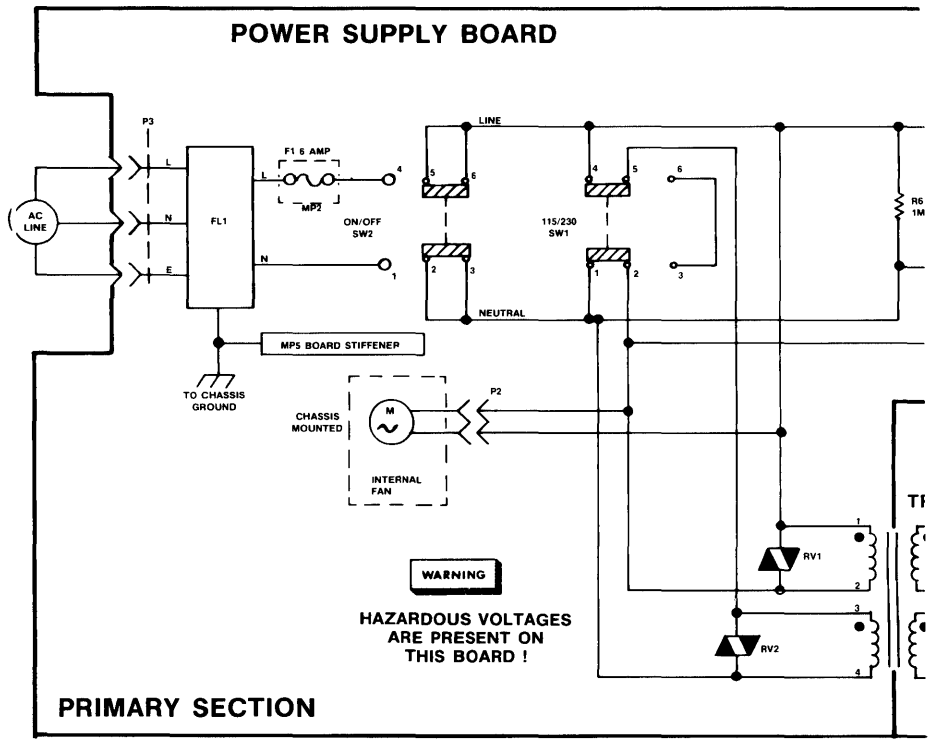 POWER SUPPLY BOARD
P3
LINE
F1 6 AMP
L
L
4
5
6
4
5
6
MP2
R6
1M
AC
LINE
N
FL1
ON/OFF
SW2
115/230
SW1
N
E
1
2
3
1
2
3
NEUTRAL
MP5 BOARD STIFFENER
TO CHASSIS
GROUND
P2
CHASSIS
MOUNTED
M
INTERNAL
FAN
1
RV1
2
WARNING
3
HAZARDOUS VOLTAGES
ARE PRESENT ON
THIS BOARD !
RV2
4
PRIMARY SECTION